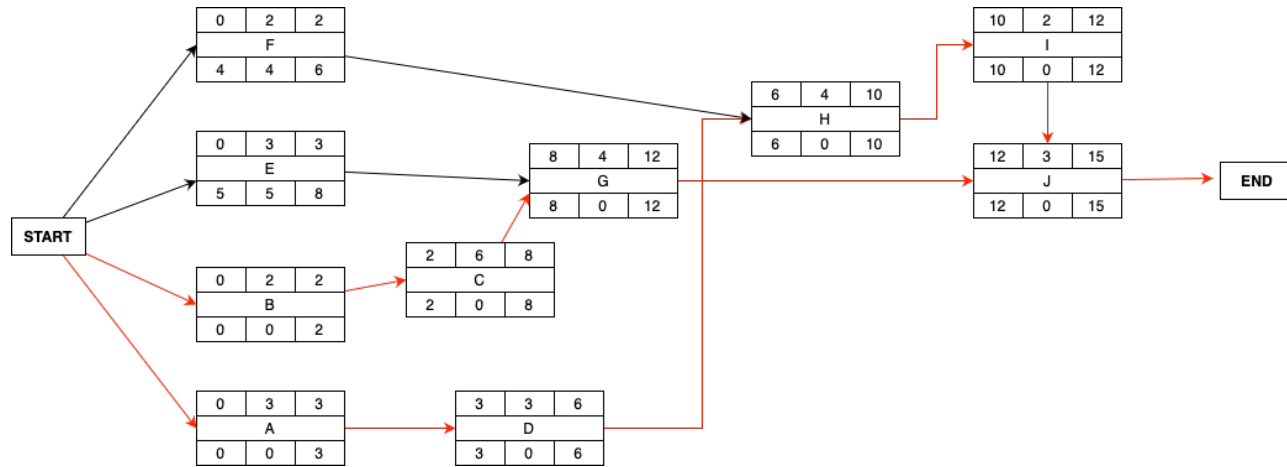 0 2 2
F
4 4 6
10 2 12
I
10 0 12
6 4 10
H
6 0 10
0 3 3
E
5 5 8
8 4 12
G
8 0 12
12 3 15
J
12 0 15
END
START
2 6 8
C
2 0 8
0 2 2
B
0 0 2
0 3 3
A
0 0 3
3 3 6
D
3 0 6